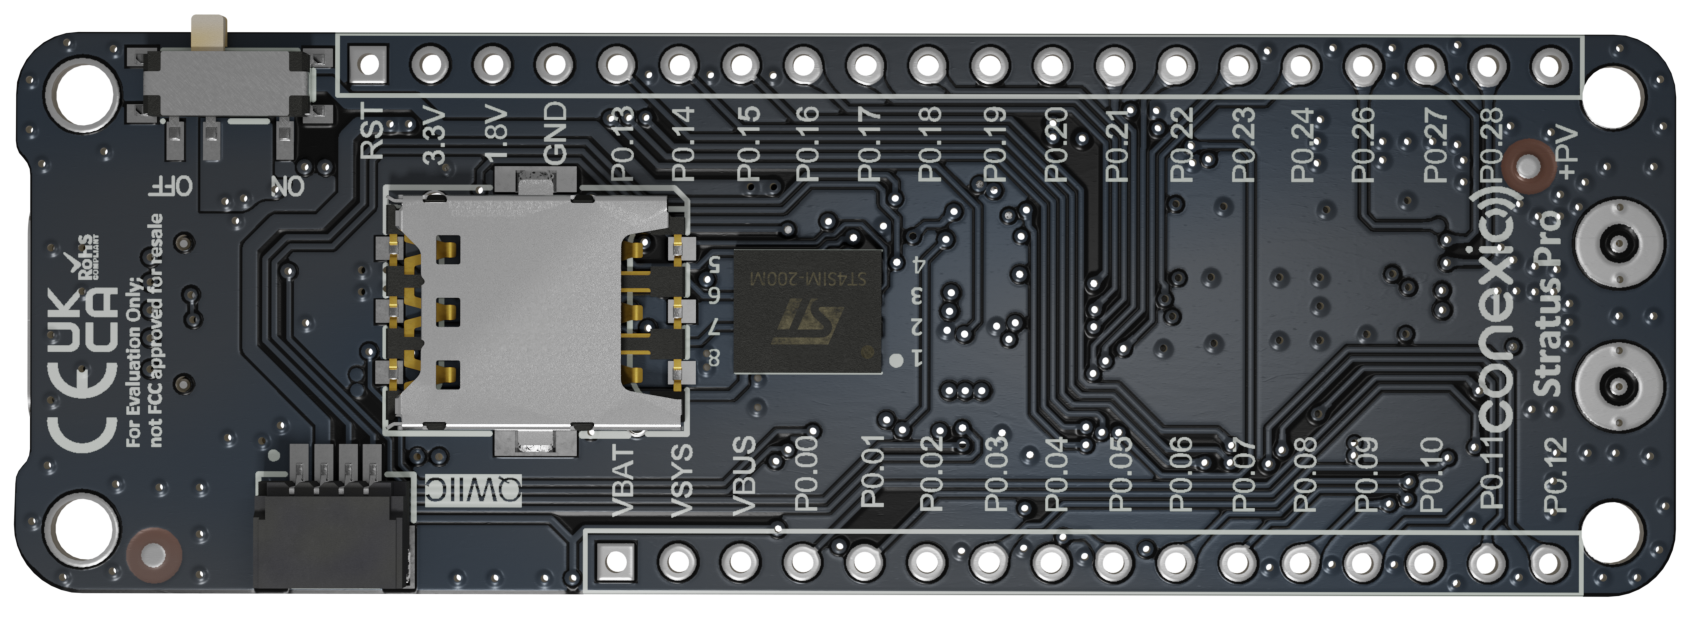 RST
3.3V
1.8V
GND
P0.13
P0.14
P0.15
P0.16
P0.17
P0.18
P0.19
P0.20
P0.21
P0.22
P0.23
P0.24
P0.26
P0.27
P0.28
+PV
OFF
ON
RoHS
COMPLIANT
UK
CA
CE
For Evaluation Only;
not FCC approved for resale
5
6
7
8
ST4SIM-200M
ST
4
3
2
1
conexio
Stratus Pro
QWIIC
VBAT
VSYS
VBUS
P0.00
P0.01
P0.02
P0.03
P0.04
P0.05
P0.06
P0.07
P0.08
P0.09
P0.10
P0.11
P0.12